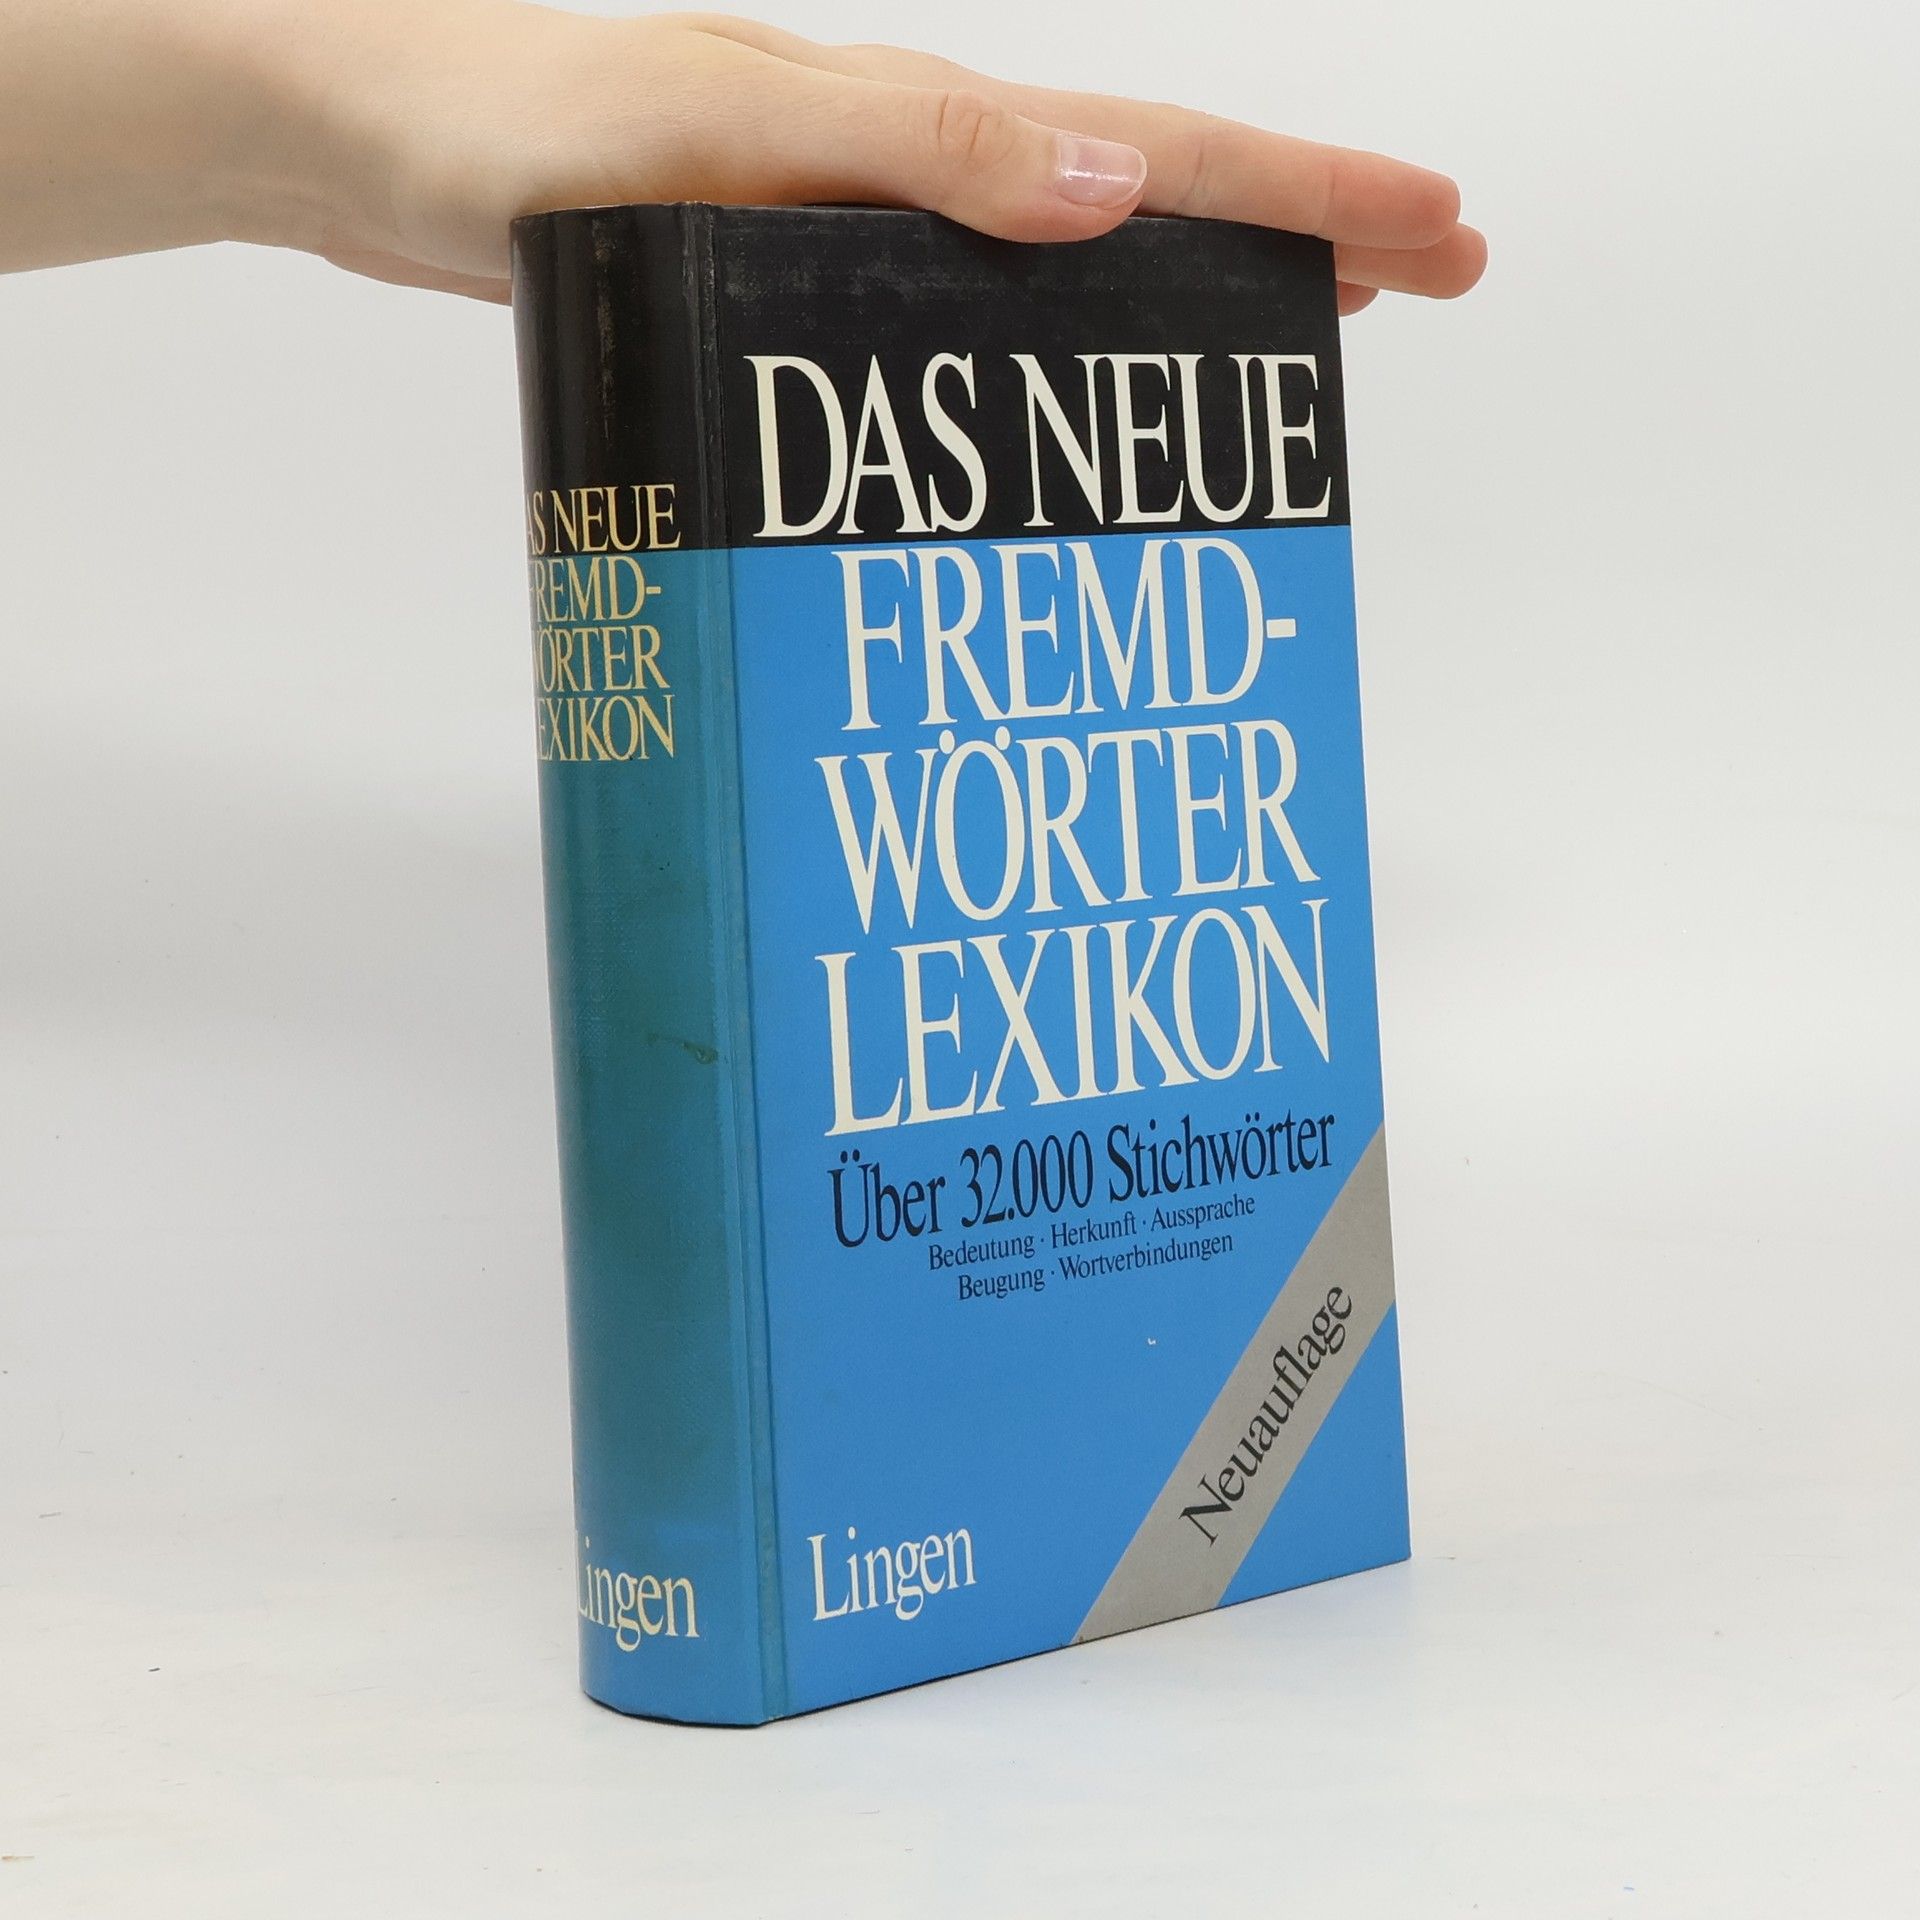 AS NEUE
FREMD-
WÖRTER
LEXIKON
Lingen
DAS NEUE
FREMD-
WÖRTER
LEXIKON
Über 32.000 Stichwörter
Bedeutung · Herkunft · Aussprache
Beugung · Wortverbindungen
Neuauflage
Lingen